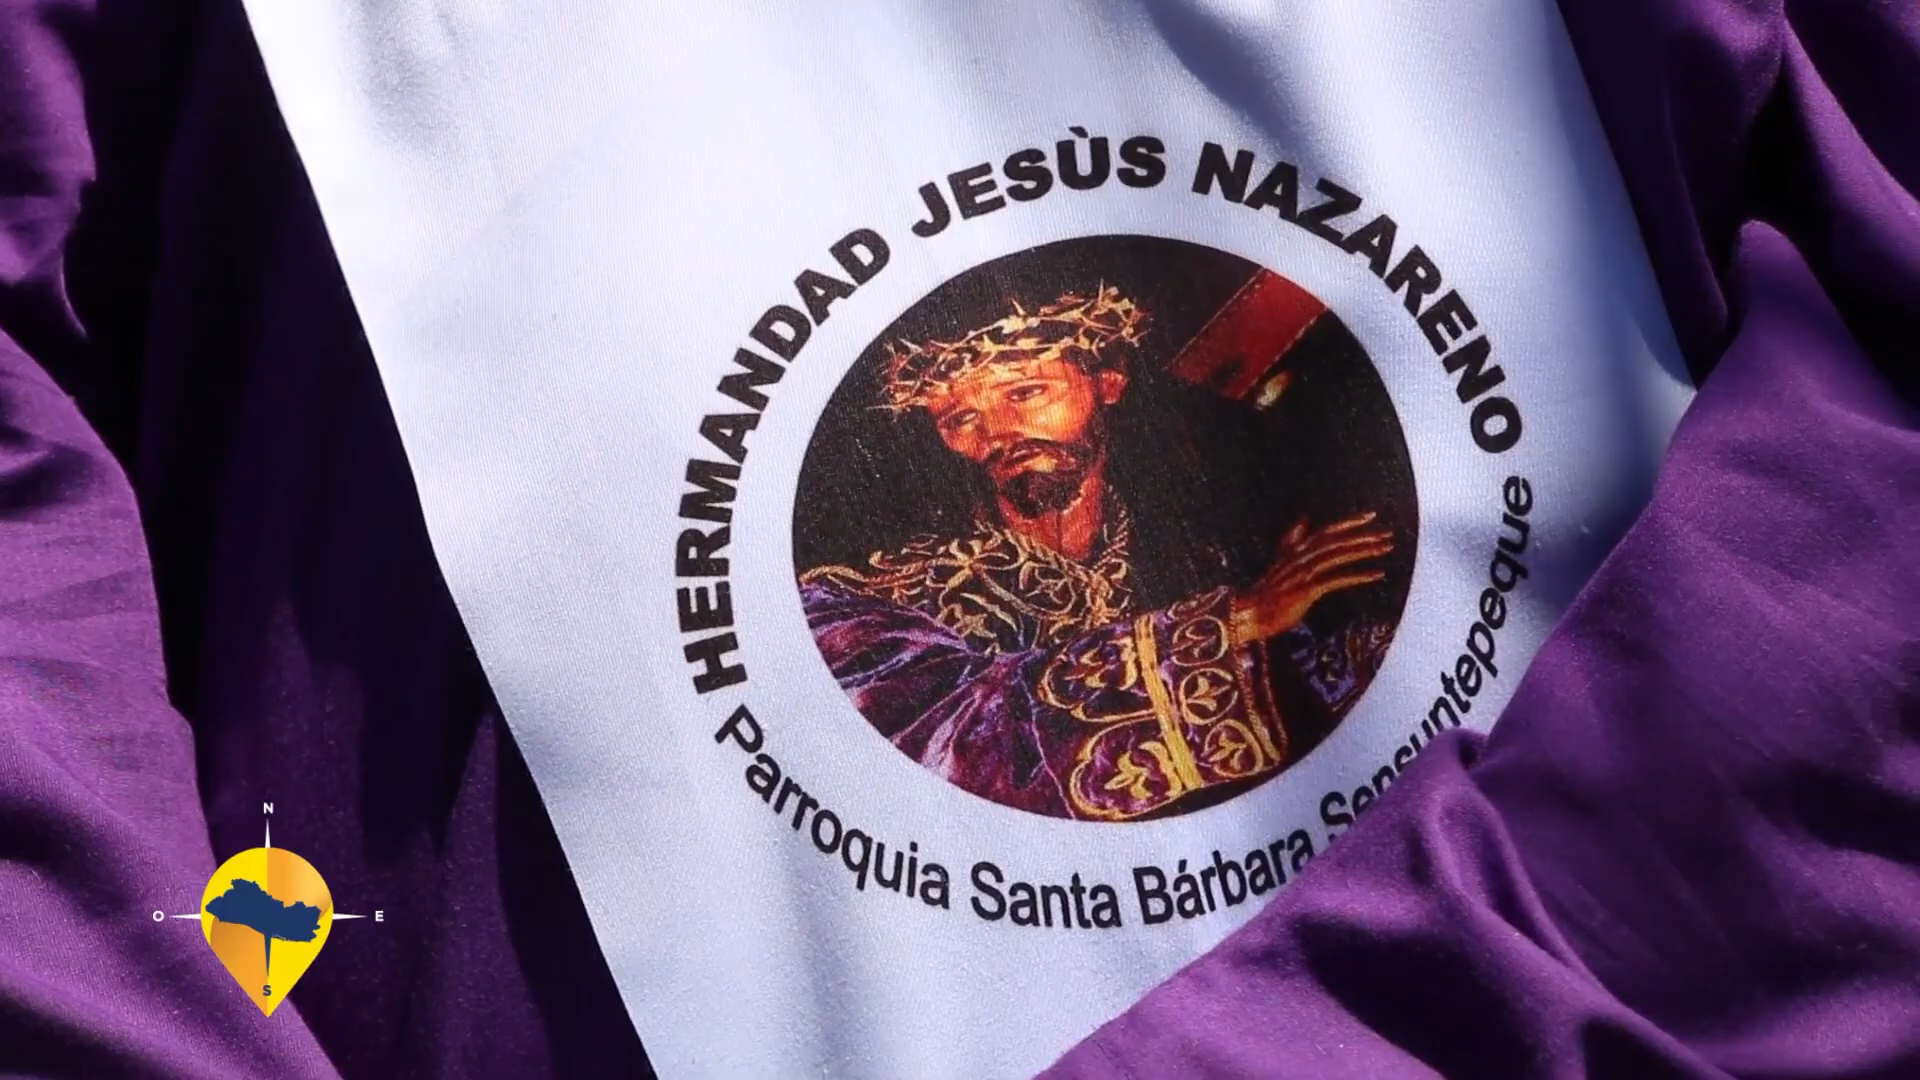 HERMANDAD JESÙS NAZARENO
Parroquia Santa Bárbara Sensuntepeque
N
O E
S